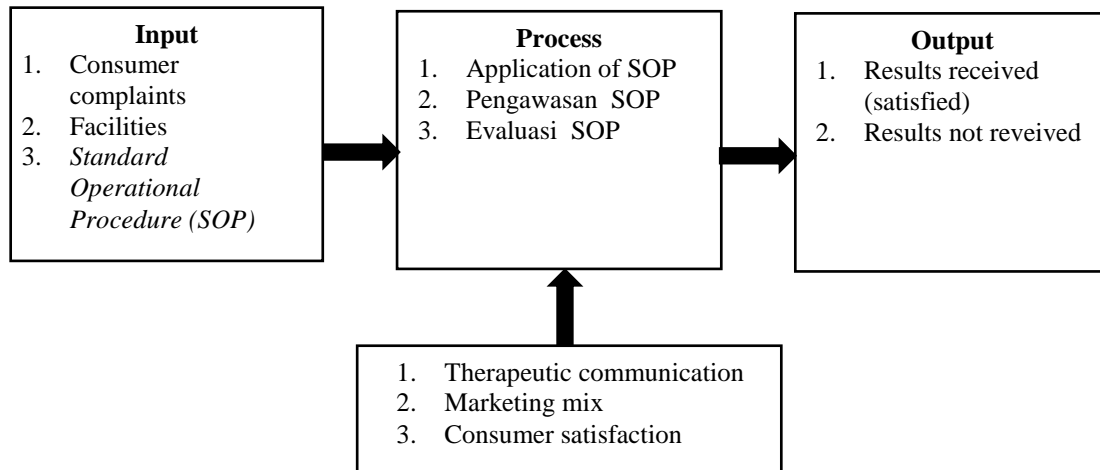 Input
1. Consumer
complaints
2. Facilities
3. Standard
Operational
Procedure (SOP)
Process
1. Application of SOP
2. Pengawasan SOP
3. Evaluasi SOP
Output
1. Results received
(satisfied)
2. Results not reveived
1. Therapeutic communication
2. Marketing mix
3. Consumer satisfaction